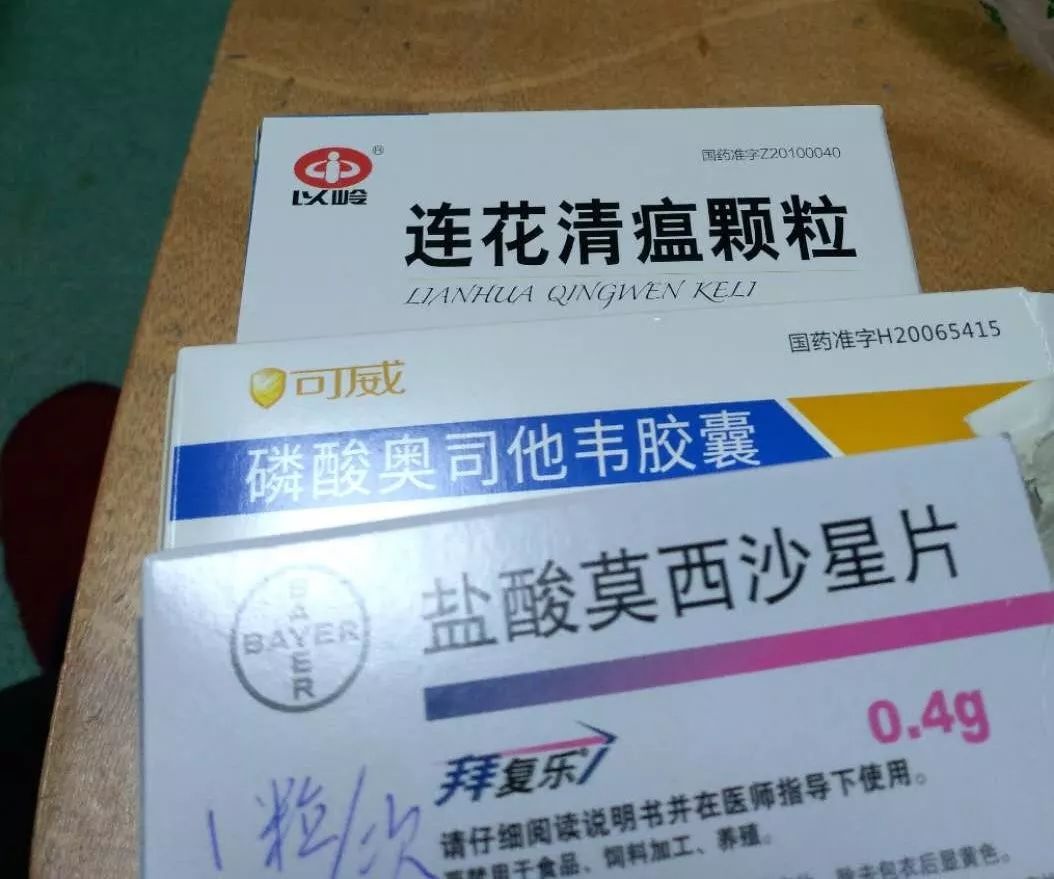 以岭®
国药准字Z20100040
连花清瘟颗粒
LIANHUA QINGWEN KELI
国药准字H20065415
可威
磷酸奥司他韦胶囊
BAYER
BAYER
盐酸莫西沙星片
0.4g
拜复乐®
请仔细阅读说明书并在医师指导下使用。
严禁用于食品、饲料加工、养殖。
除去包衣后显黄色。
1粒/次